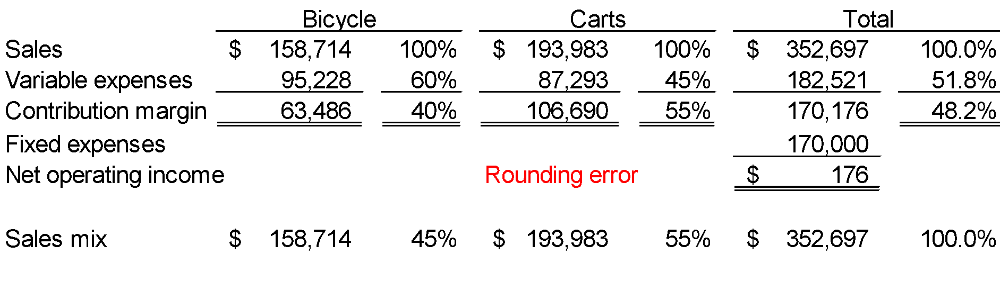 Bicycle Carts Total
Sales $ 158,714 100% $ 193,983 100% $ 352,697 100.0%
Variable expenses 95,228 60% 87,293 45% 182,521 51.8%
Contribution margin 63,486 40% 106,690 55% 170,176 48.2%
Fixed expenses 170,000
Net operating income Rounding error $ 176
Sales mix $ 158,714 45% $ 193,983 55% $ 352,697 100.0%